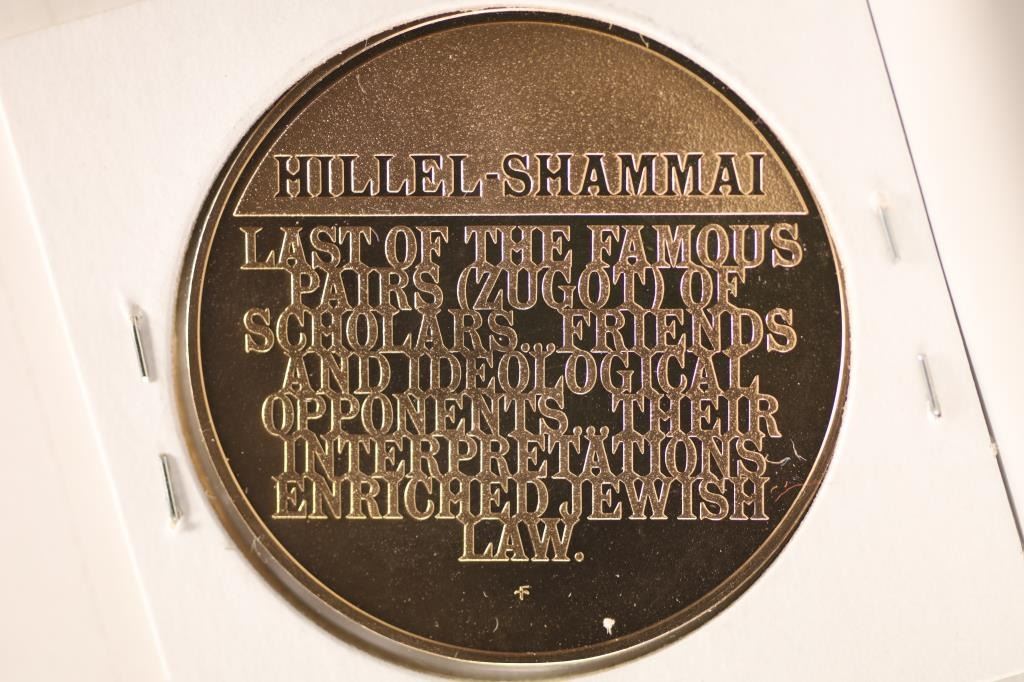 HILLEL-SHAMMAI
LAST OF THE FAMOUS
PAIRS (ZUGOT) OF
SCHOLARS...FRIENDS
AND IDEOLOGICAL
OPPONENTS...THEIR
INTERPRETATIONS
ENRICHED JEWISH
LAW.